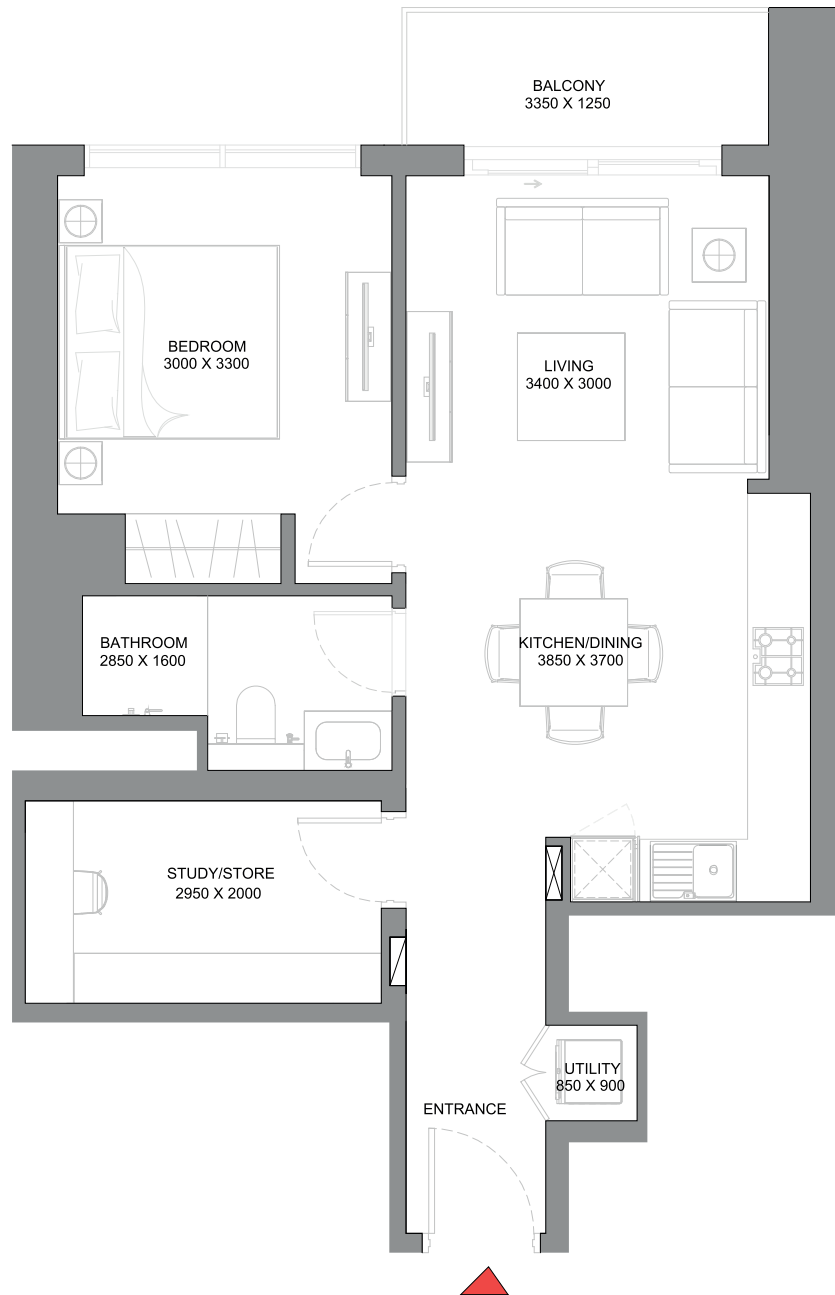 BALCONY
3350 X 1250
BEDROOM
3000 X 3300
LIVING
3400 X 3000
BATHROOM
2850 X 1600
KITCHEN/DINING
3850 X 3700
STUDY/STORE
2950 X 2000
UTILITY
850 X 900
ENTRANCE